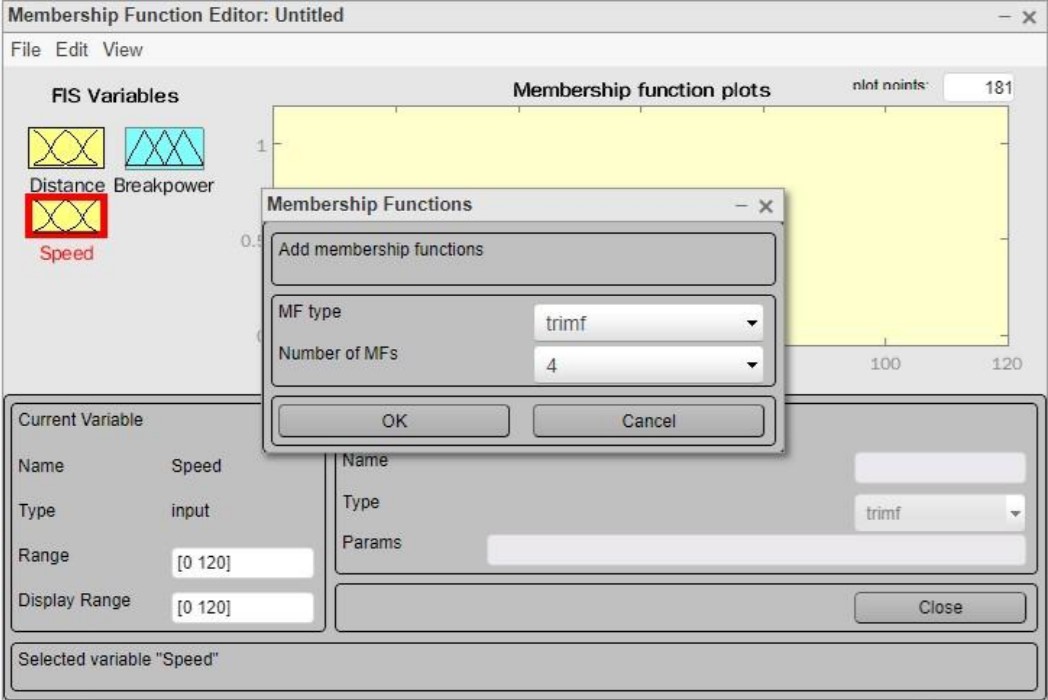 Membership Function Editor: Untitled
File Edit View
FIS Variables
Membership function plots
plot points:
181
Distance
Breakpower
Speed
1
0.5
100
120
Membership Functions
Add membership functions
MF type
trimf
Number of MFs
4
OK
Cancel
Current Variable
Name
Speed
Type
input
Range
[0 120]
Display Range
[0 120]
Name
Type
trimf
Params
Close
Selected variable "Speed"